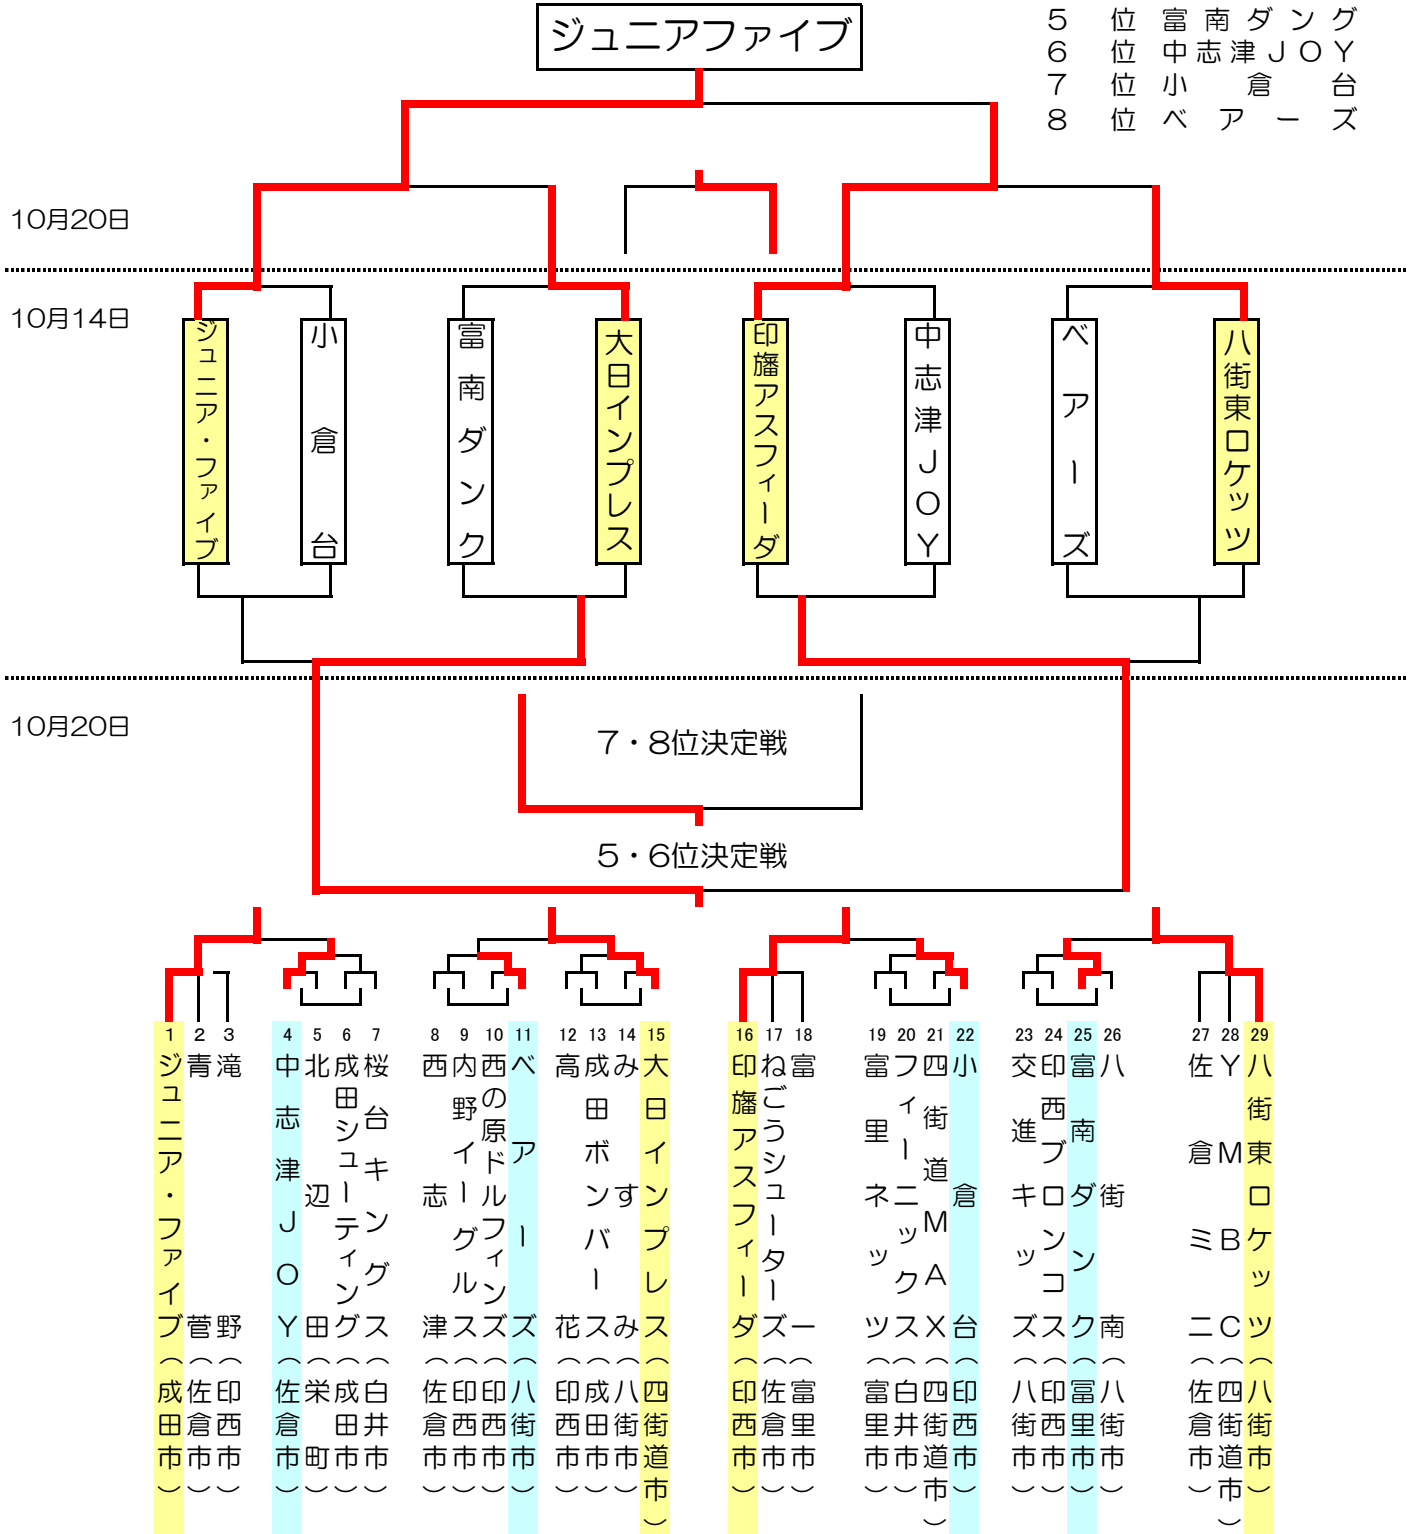 ジュニアファイブ
5 位 富南ダング
6 位 中志津JOY
7 位 小倉台
8 位 ベアーズ
10月20日
10月14日
ジュニア・ファイブ
小倉台
富南ダンク
大日インプレス
印旛アスフィーダ
中志津JOY
ベアーズ
八街東ロケッツ
10月20日
7・8位決定戦
5・6位決定戦
1 ジュニア・ファイブ(成田市)
2 青菅(佐倉市)
3 滝野(印西市)
4 中志津JOY(佐倉市)
5 北辺田(栄町)
6 成田シューティング(成田市)
7 桜台キングス(白井市)
8 西志津(佐倉市)
9 内野イーグルス(印西市)
10 西の原ドルフィンズ(印西市)
11 ベアーズ(八街市)
12 高花(印西市)
13 成田ボンバース(成田市)
14 みすみ(八街市)
15 大日インプレス(四街道市)
16 印旛アスフィーダ(印西市)
17 ねごうシューターズ(佐倉市)
18 富一(富里市)
19 富里ネッツ(富里市)
20 フィーニックス(白井市)
21 四街道MAX(四街道市)
22 小倉台(印西市)
23 交進キッズ(八街市)
24 印西ブロンコス(印西市)
25 富南ダンク(冨里市)
26 八街南(八街市)
27 佐倉ミニ(佐倉市)
28 YMBC(四街道市)
29 八街東ロケッツ(八街市)